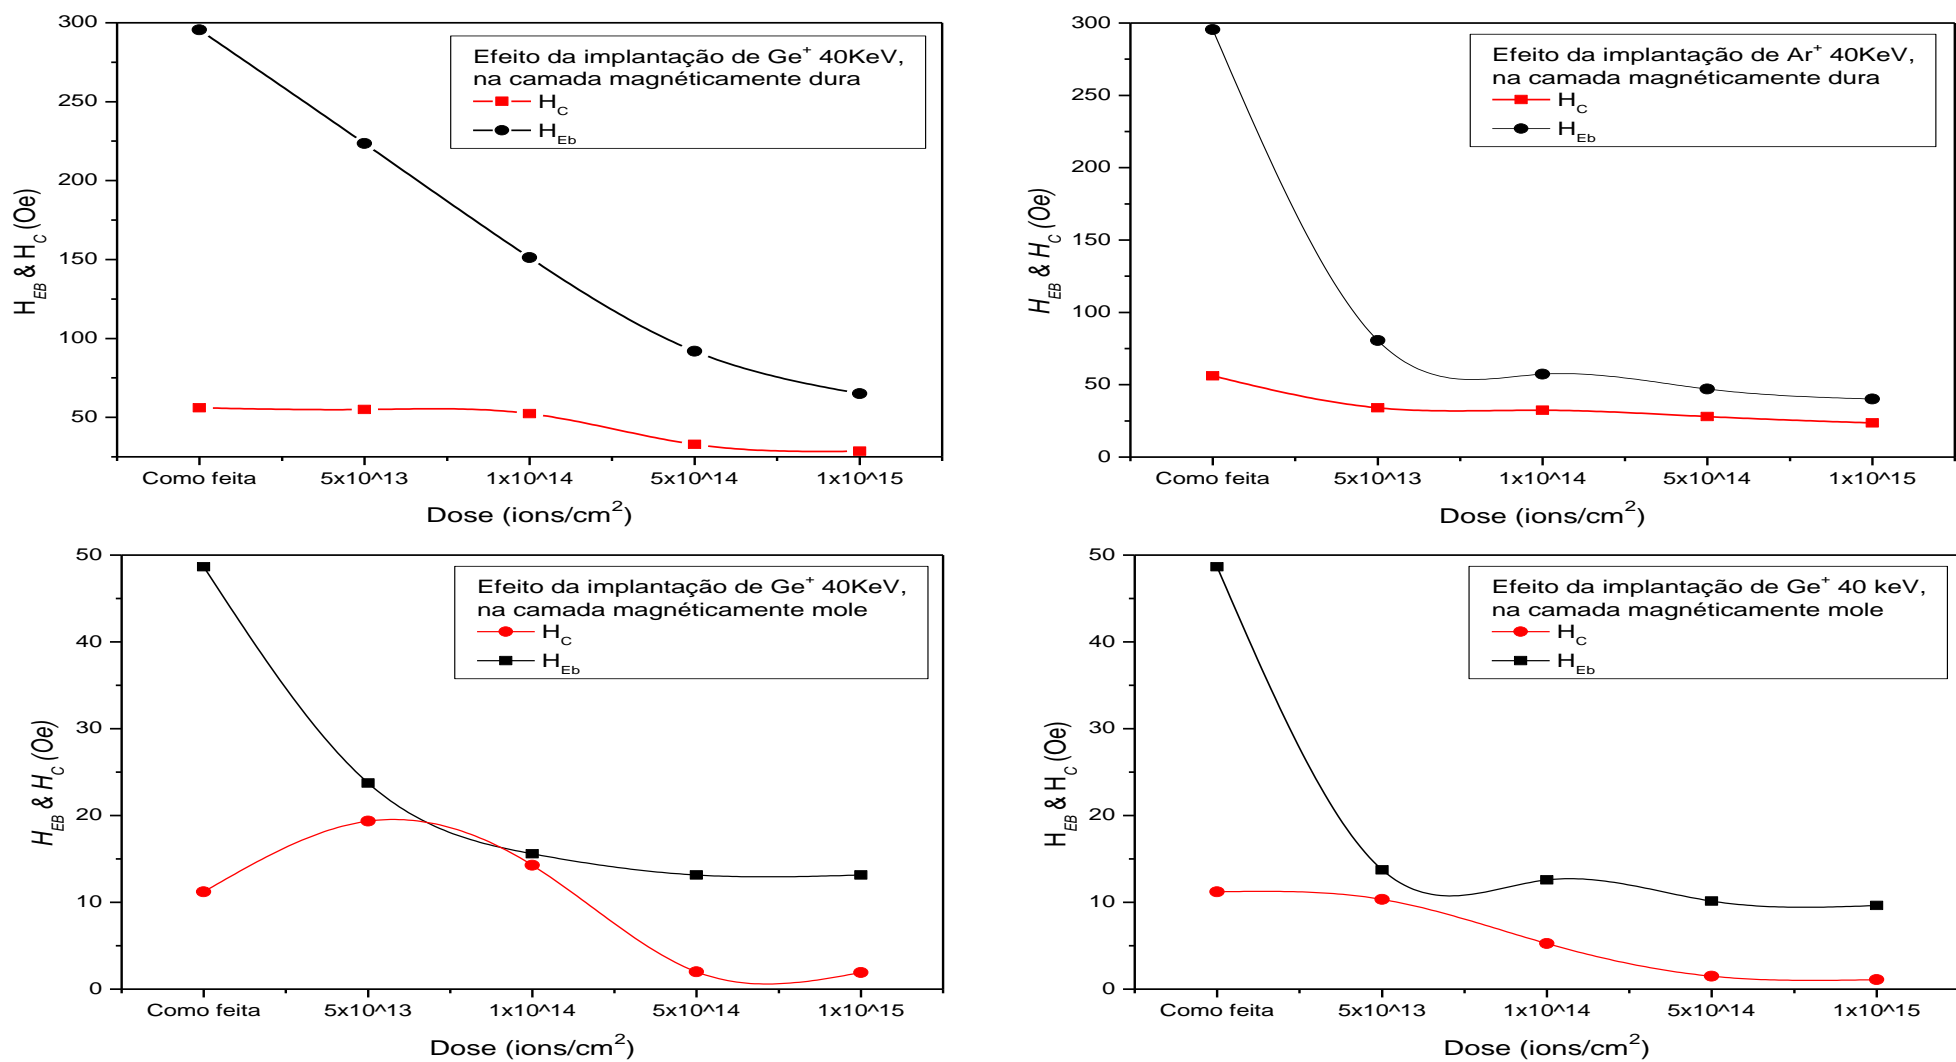 300
250
200
150
100
50
H_EB & H_C (Oe)
Efeito da implantação de Ge⁺ 40KeV,
na camada magnéticamente dura
H_C
H_Eb
Como feita 5x10^13 1x10^14 5x10^14 1x10^15
Dose (ions/cm²)
300
250
200
150
100
50
0
H_EB & H_C (Oe)
Efeito da implantação de Ar⁺ 40KeV,
na camada magnéticamente dura
H_C
H_Eb
Como feita 5x10^13 1x10^14 5x10^14 1x10^15
Dose (ions/cm²)
50
40
30
20
10
0
H_EB & H_C (Oe)
Efeito da implantação de Ge⁺ 40KeV,
na camada magnéticamente mole
H_C
H_Eb
Como feita 5x10^13 1x10^14 5x10^14 1x10^15
Dose (ions/cm²)
50
40
30
20
10
0
H_EB & H_C (Oe)
Efeito da implantação de Ge⁺ 40 keV,
na camada magnéticamente mole
H_C
H_Eb
Como feita 5x10^13 1x10^14 5x10^14 1x10^15
Dose (ions/cm²)